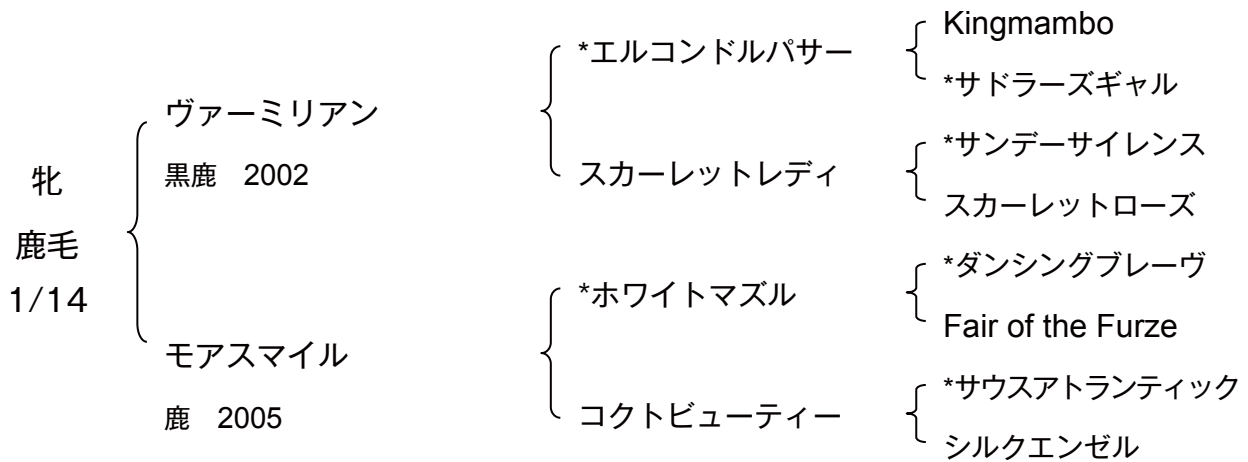 牝
鹿毛
1/14
ヴァーミリアン
黒鹿 2002
モアスマイル
鹿 2005
*エルコンドルパサー
スカーレットレディ
*ホワイトマズル
コクトビューティー
Kingmambo
*サドラーズギャル
*サンデーサイレンス
スカーレットローズ
*ダンシングブレーヴ
Fair of the Furze
*サウスアトランティック
シルクエンゼル